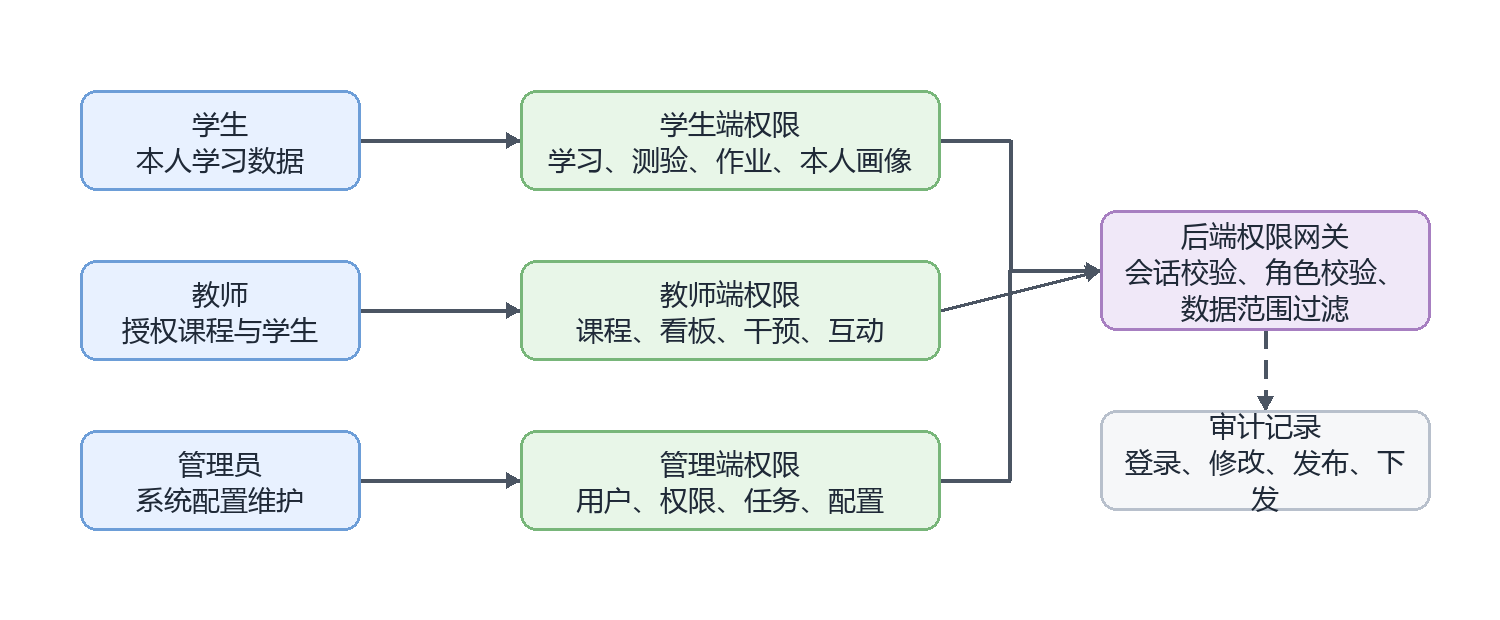 学生
本人学习数据
学生端权限
学习、测验、作业、本人画像
教师
授权课程与学生
教师端权限
课程、看板、干预、互动
管理员
系统配置维护
管理端权限
用户、权限、任务、配置
后端权限网关
会话校验、角色校验、
数据范围过滤
审计记录
登录、修改、发布、下
发